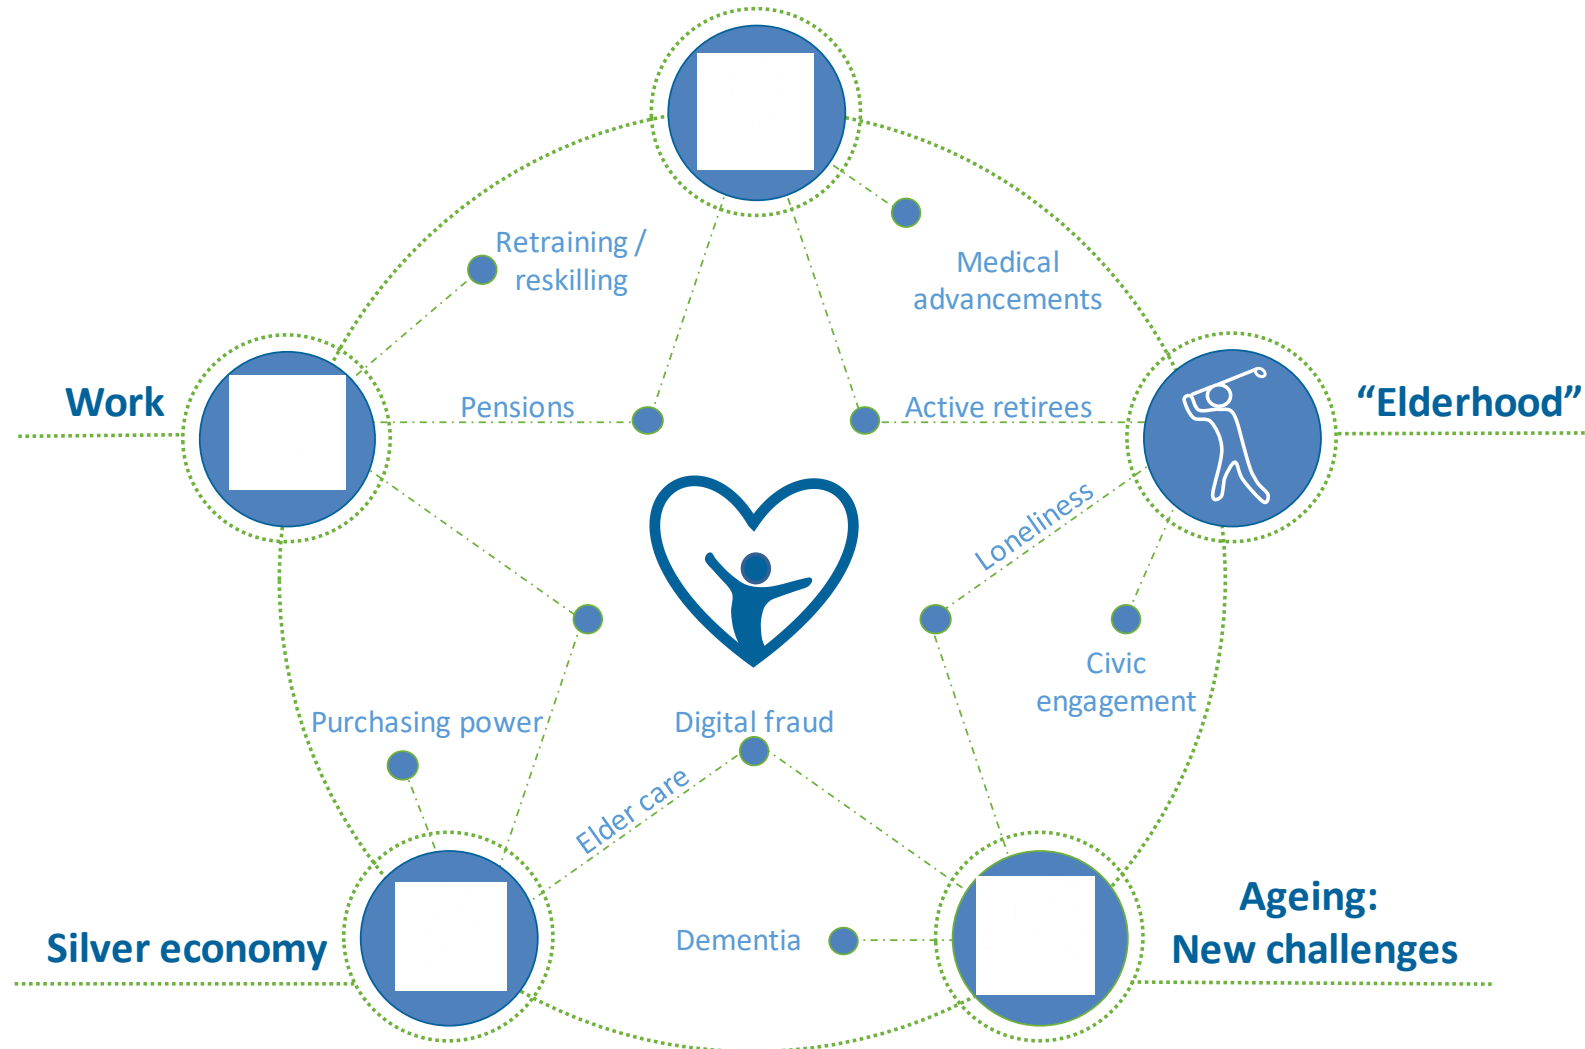 Retraining /
reskilling
Medical
advancements
Work
Pensions
Active retirees
“Elderhood”
Loneliness
Civic
engagement
Purchasing power
Digital fraud
Elder care
Ageing:
New challenges
Silver economy
Dementia